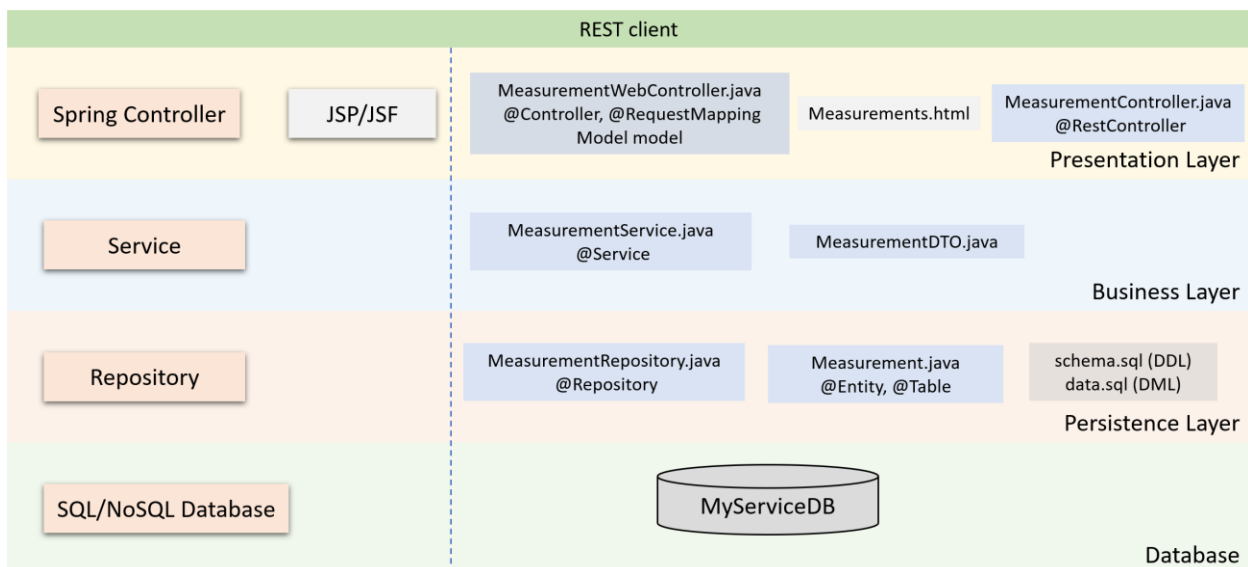 REST client
Spring Controller
JSP/JSF
MeasurementWebController.java
@Controller, @RequestMapping
Model model
Measurements.html
MeasurementController.java
@RestController
Presentation Layer
Service
MeasurementService.java
@Service
MeasurementDTO.java
Business Layer
Repository
MeasurementRepository.java
@Repository
Measurement.java
@Entity, @Table
schema.sql (DDL)
data.sql (DML)
Persistence Layer
SQL/NoSQL Database
MyServiceDB
Database